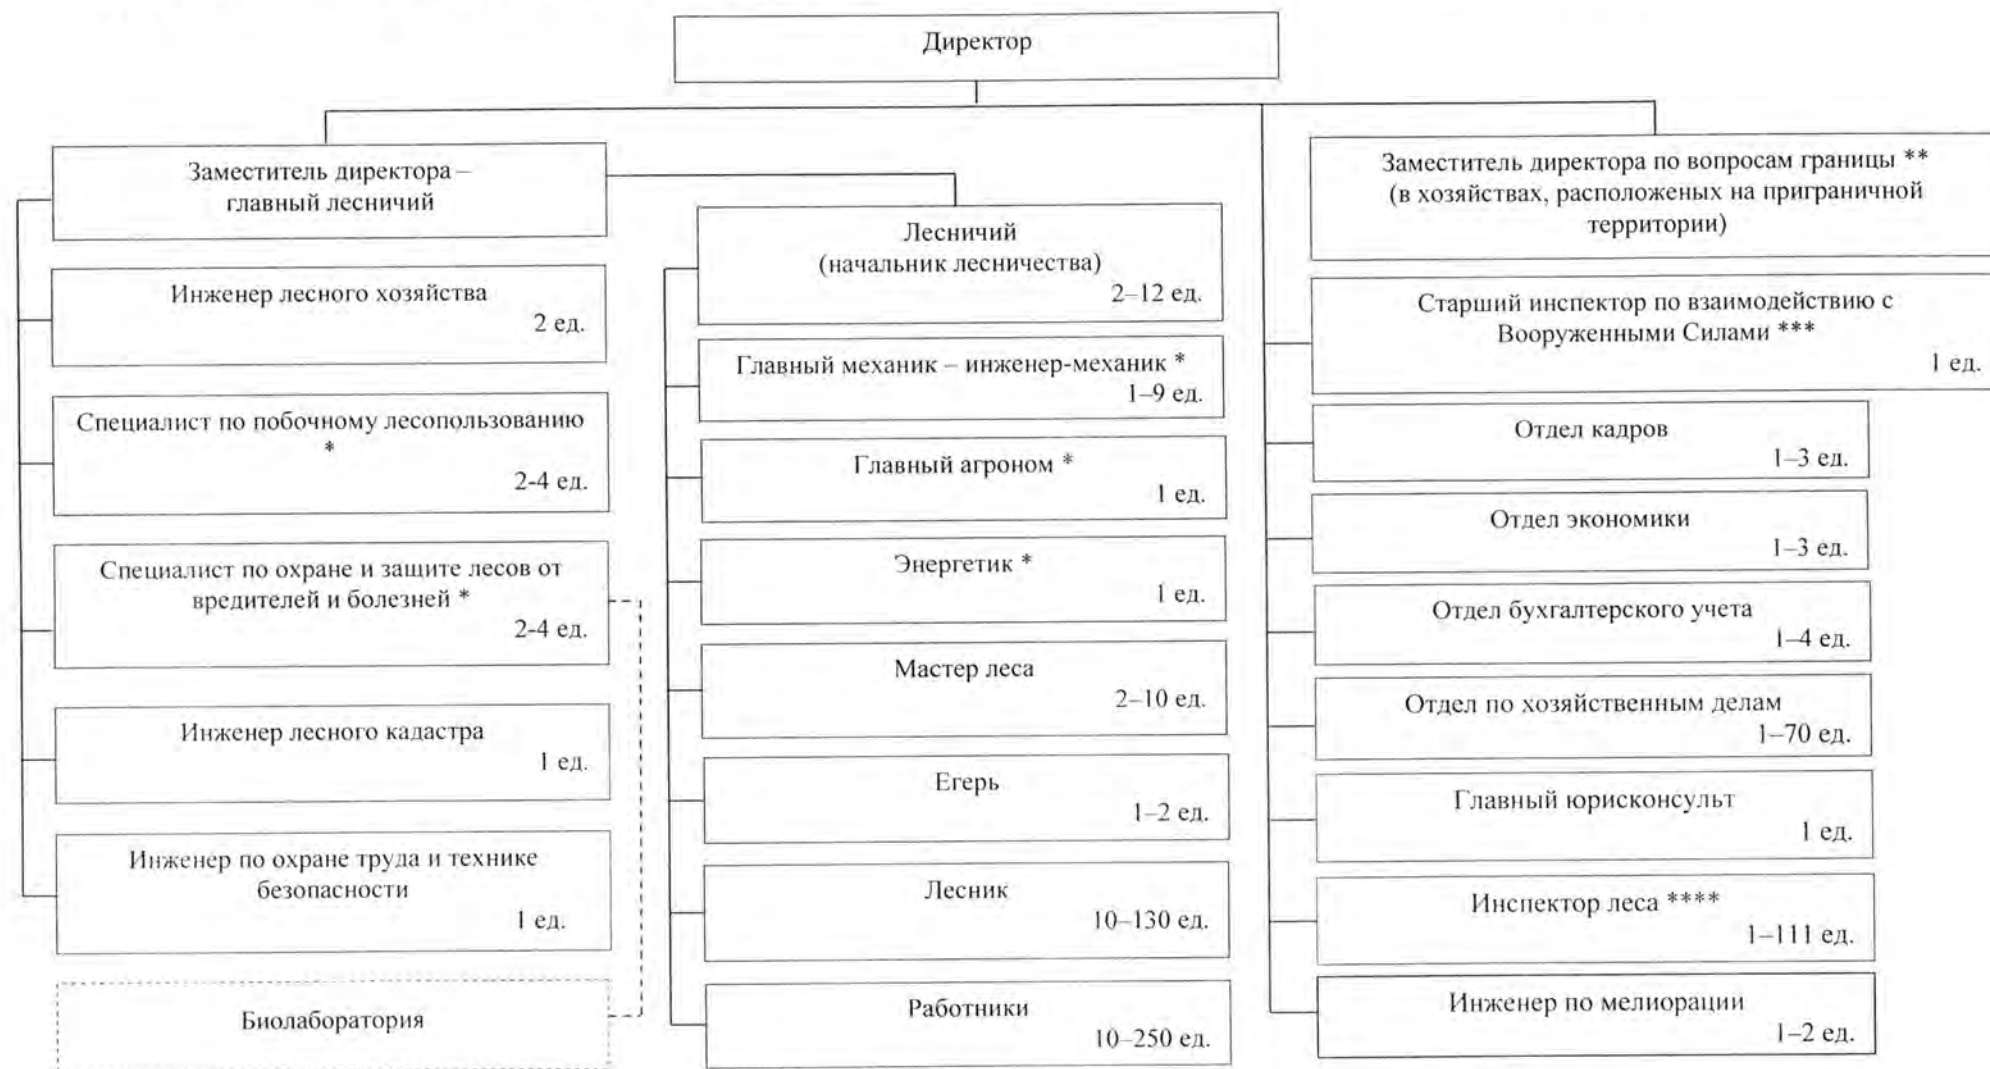 Директор
Заместитель директора –
главный лесничий
Инженер лесного хозяйства
2 ед.
Специалист по побочному лесопользованию
*
2-4 ед.
Специалист по охране и защите лесов от
вредителей и болезней *
2-4 ед.
Инженер лесного кадастра
1 ед.
Инженер по охране труда и технике
безопасности
1 ед.
Биолаборатория
Лесничий
(начальник лесничества)
2–12 ед.
Главный механик – инженер-механик *
1–9 ед.
Главный агроном *
1 ед.
Энергетик *
1 ед.
Мастер леса
2–10 ед.
Егерь
1–2 ед.
Лесник
10–130 ед.
Работники
10–250 ед.
Заместитель директора по вопросам границы **
(в хозяйствах, расположеных на приграничной
территории)
Старший инспектор по взаимодействию с
Вооруженными Силами ***
1 ед.
Отдел кадров
1–3 ед.
Отдел экономики
1–3 ед.
Отдел бухгалтерского учета
1–4 ед.
Отдел по хозяйственным делам
1–70 ед.
Главный юрисконсульт
1 ед.
Инспектор леса ****
1–111 ед.
Инженер по мелиорации
1–2 ед.